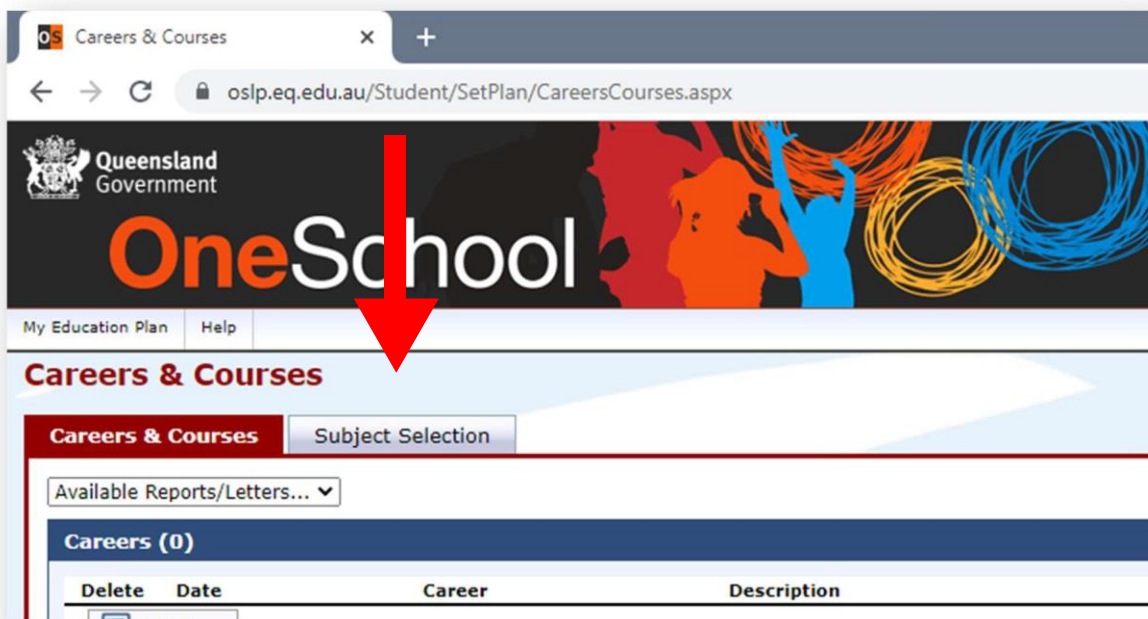 OS Careers & Courses × +
oslp.eq.edu.au/Student/SetPlan/CareersCourses.aspx
Queensland
Government
OneSchool
My Education Plan Help
Careers & Courses
Careers & Courses Subject Selection
Available Reports/Letters...
Careers (0)
Delete Date Career Description